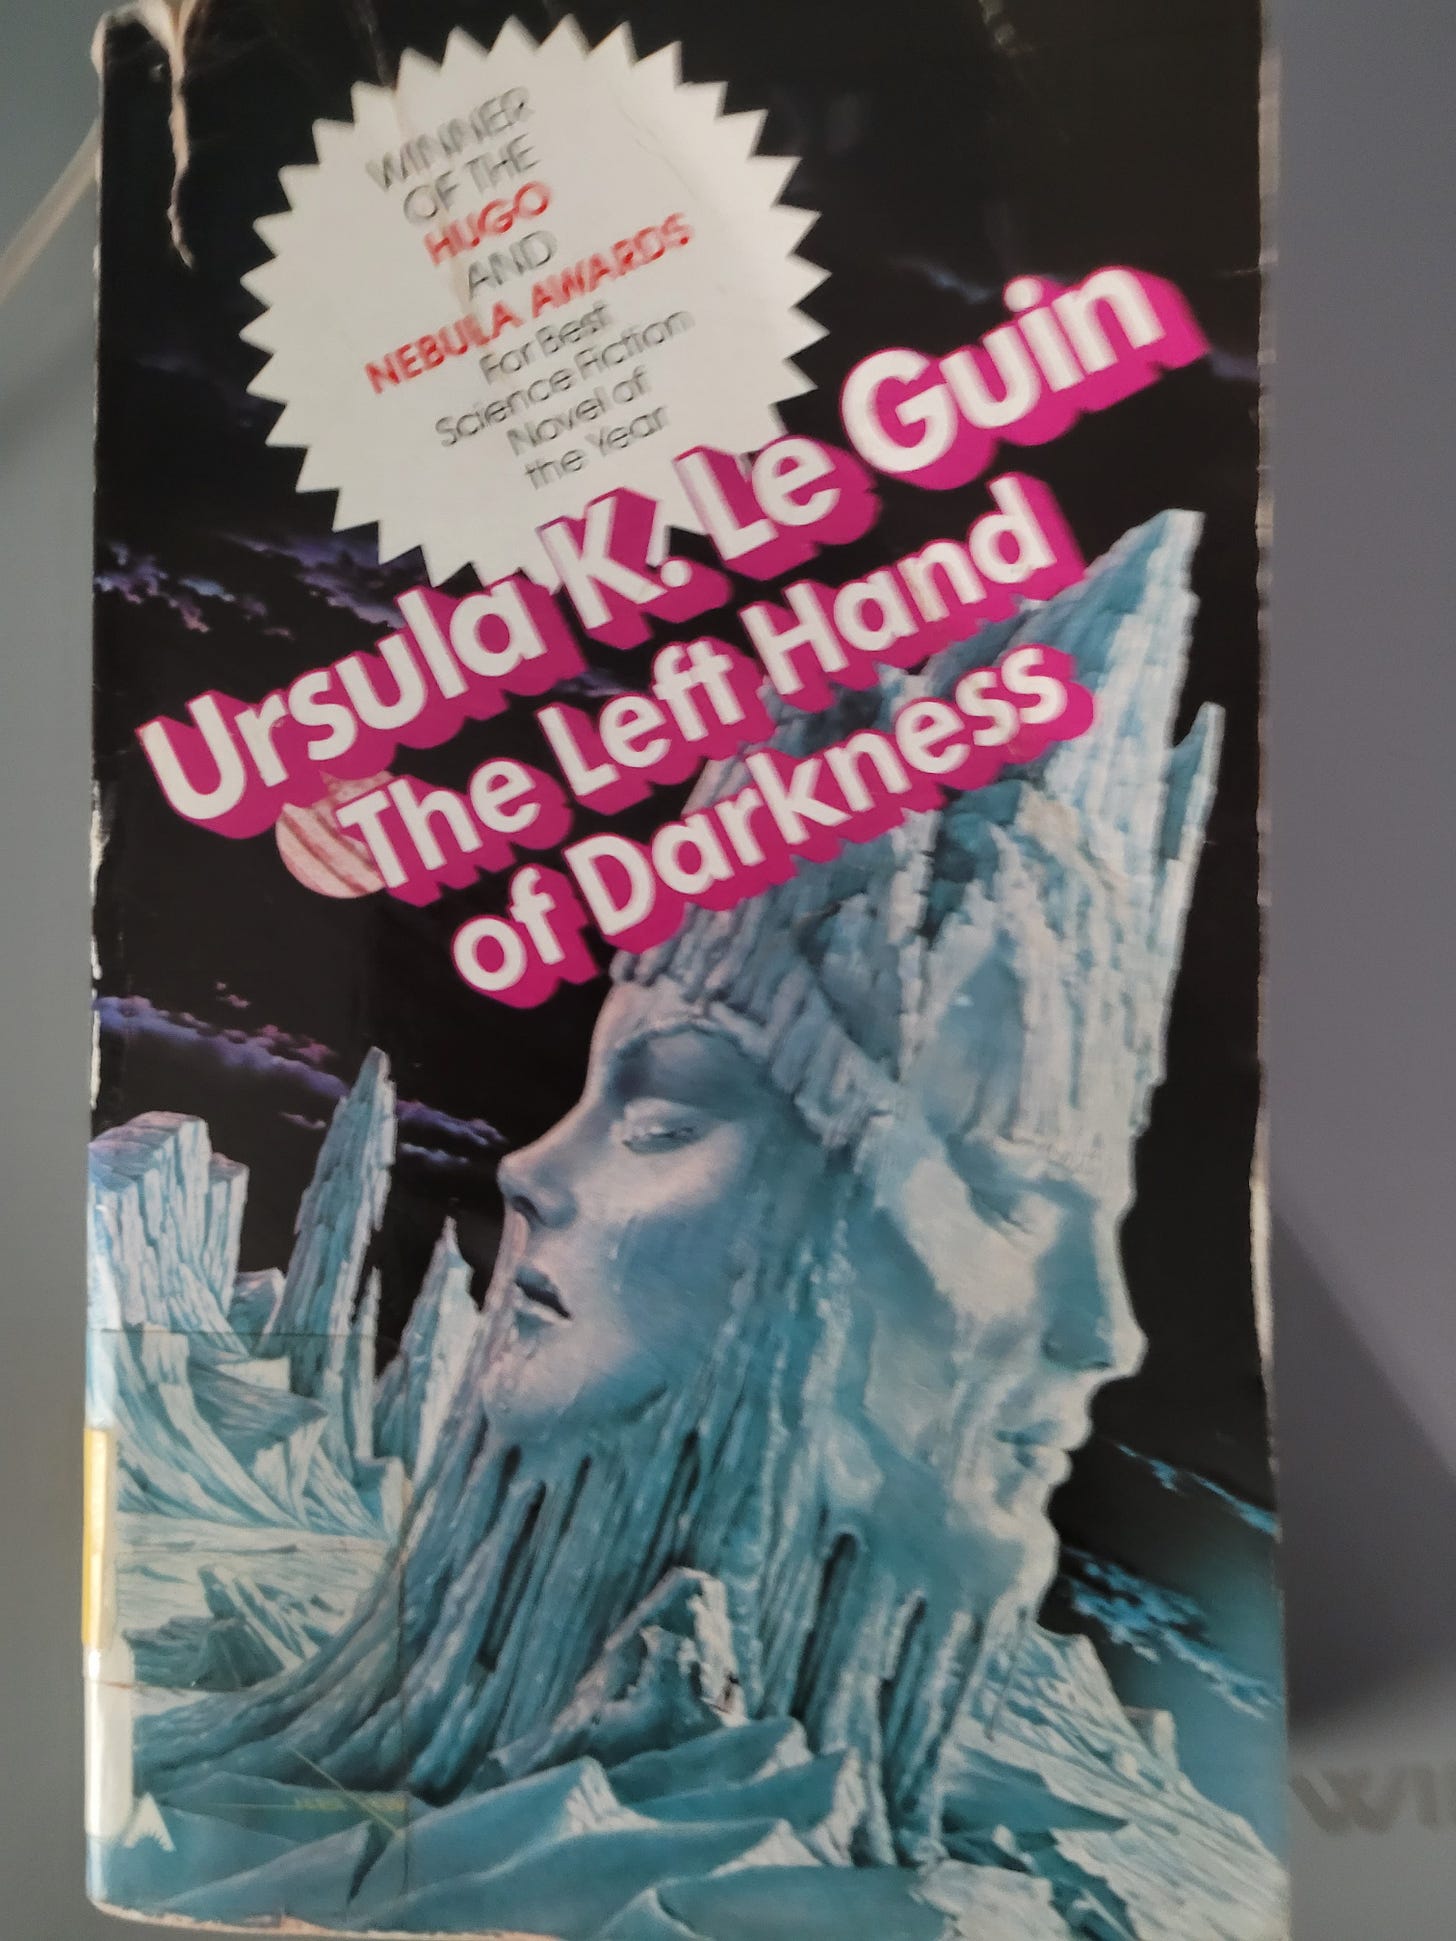 WINNER
OF THE
HUGO
AND
NEBULA AWARDS
For Best
Science Fiction
Novel of
the Year
Ursula K. Le Guin
The Left Hand
of Darkness